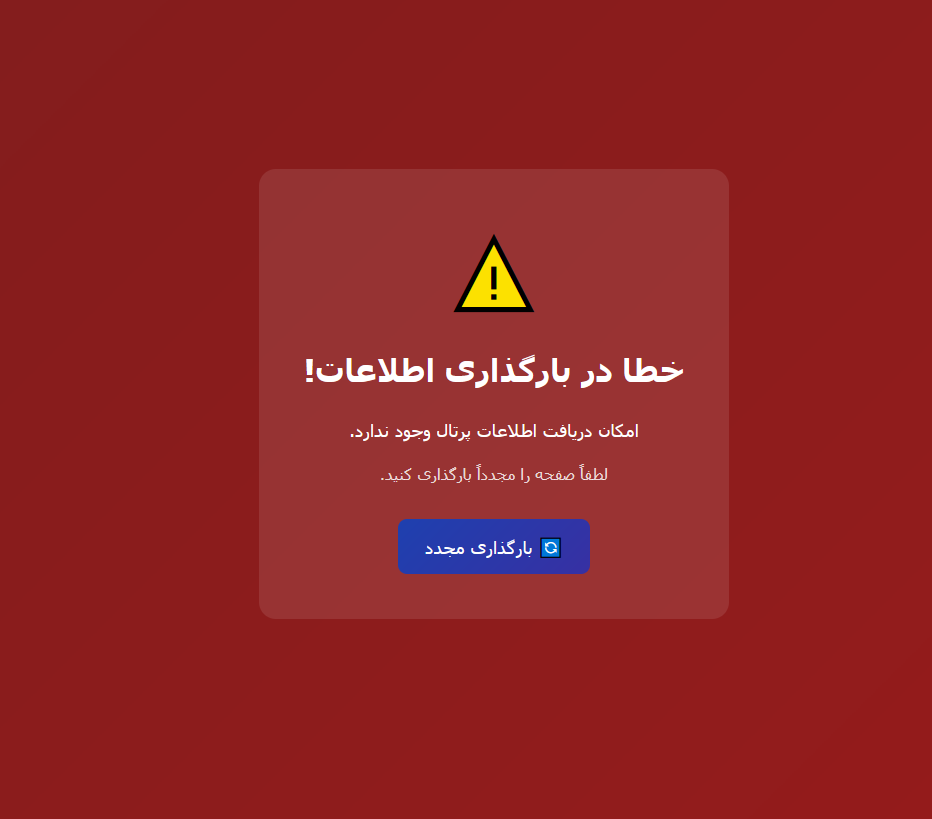 خطا در بارگذاری اطلاعات!
امکان دریافت اطلاعات پرتال وجود ندارد.
لطفاً صفحه را مجدداً بارگذاری کنید.
🔄 بارگذاری مجدد